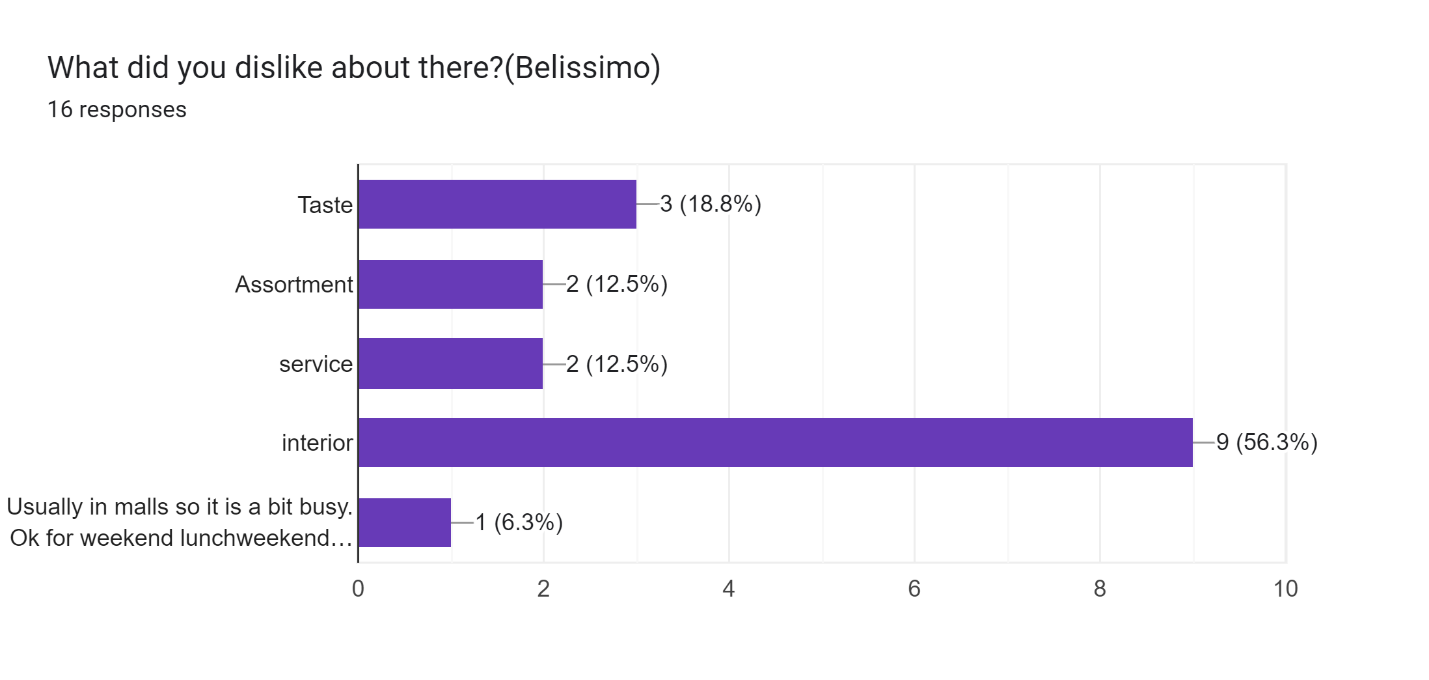 What did you dislike about there?(Belissimo)
16 responses
Taste
3 (18.8%)
Assortment
2 (12.5%)
service
2 (12.5%)
interior
9 (56.3%)
Usually in malls so it is a bit busy.
Ok for weekend lunchweekend…
1 (6.3%)
0
2
4
6
8
10